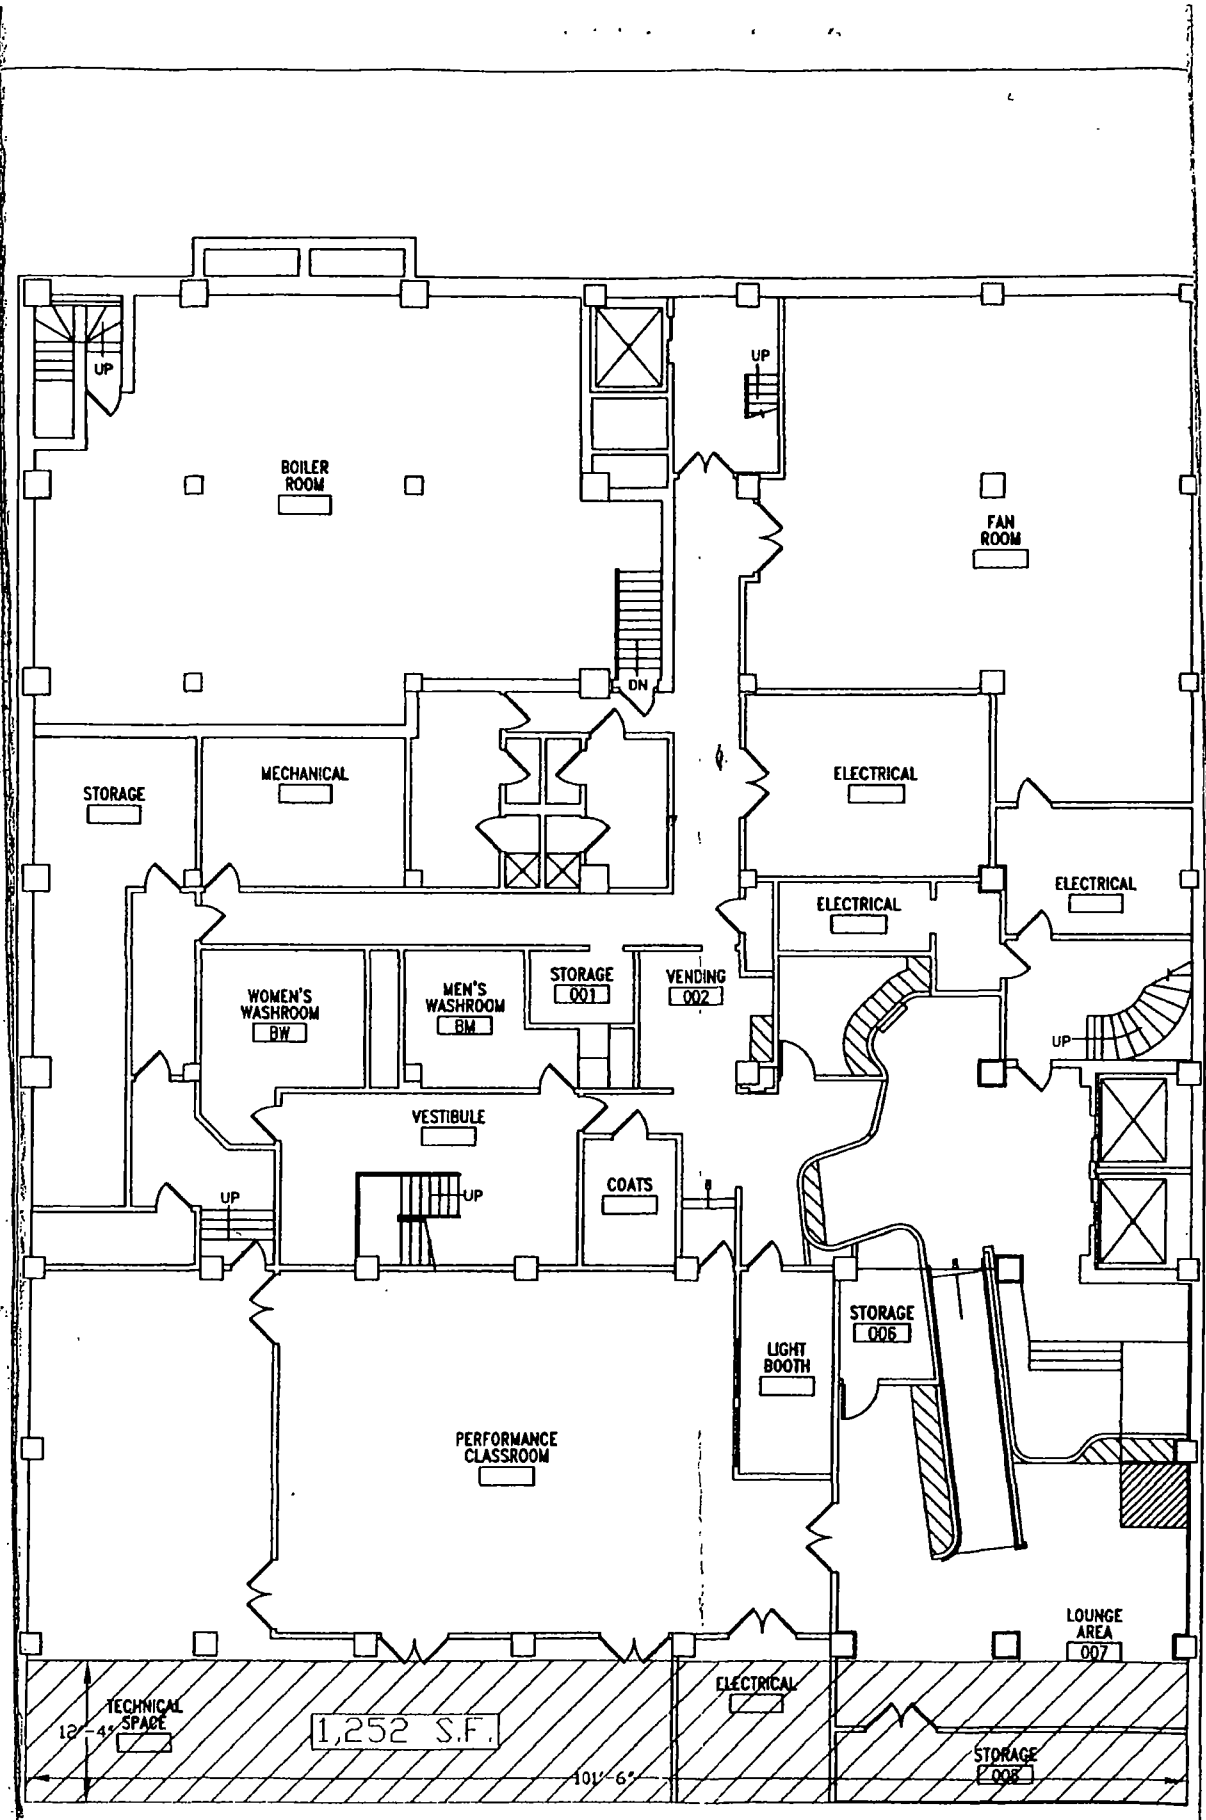 UP
UP
BOILER
ROOM
FAN
ROOM
DN
MECHANICAL
ELECTRICAL
STORAGE
ELECTRICAL
ELECTRICAL
STORAGE
001
VENDING
002
WOMEN'S
WASHROOM
BW
MEN'S
WASHROOM
BM
UP
VESTIBULE
COATS
UP
UP
STORAGE
006
LIGHT
BOOTH
PERFORMANCE
CLASSROOM
LOUNGE
AREA
007
ELECTRICAL
TECHNICAL
SPACE
12'-4"
1,252 S.F.
STORAGE
008
101'-6"